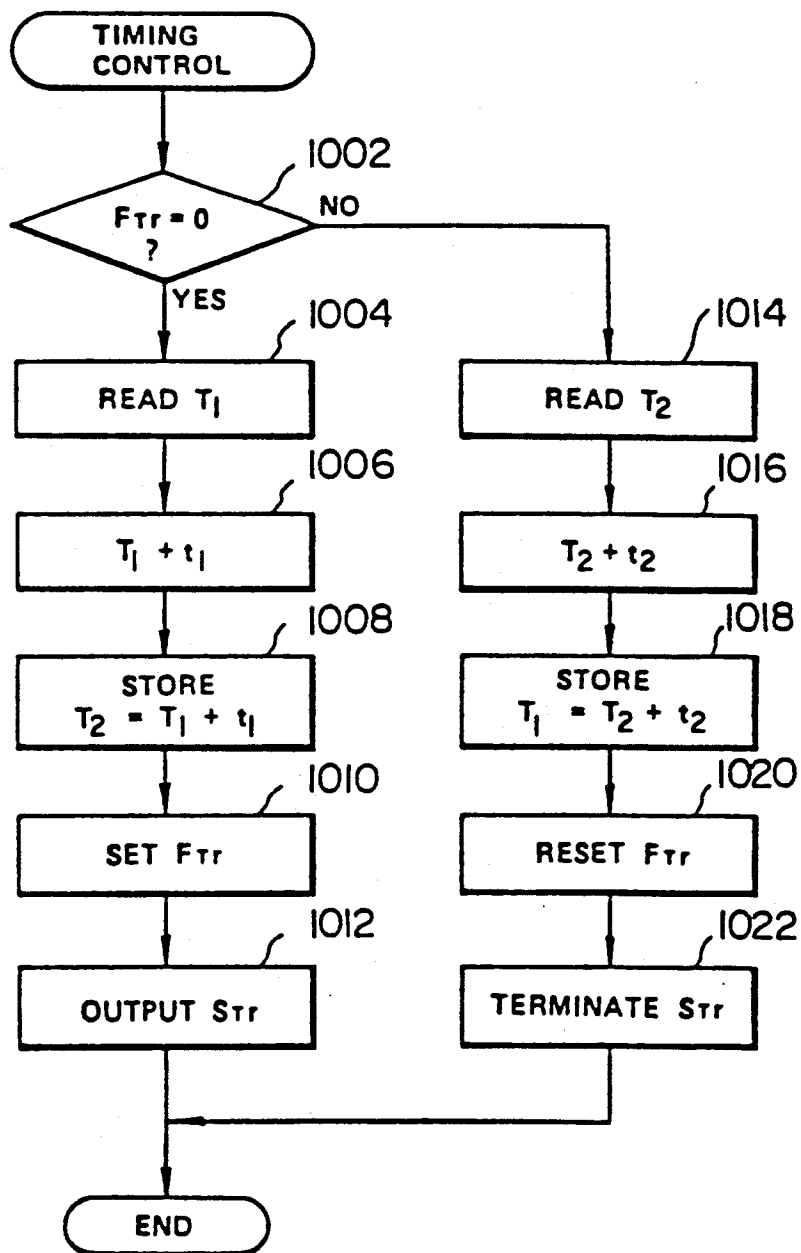 TIMING
CONTROL
1002
FTr = 0
?
NO
YES
1004
READ T1
1006
T1 + t1
1008
STORE
T2 = T1 + t1
1010
SET FTr
1012
OUTPUT STr
1014
READ T2
1016
T2 + t2
1018
STORE
T1 = T2 + t2
1020
RESET FTr
1022
TERMINATE STr
END